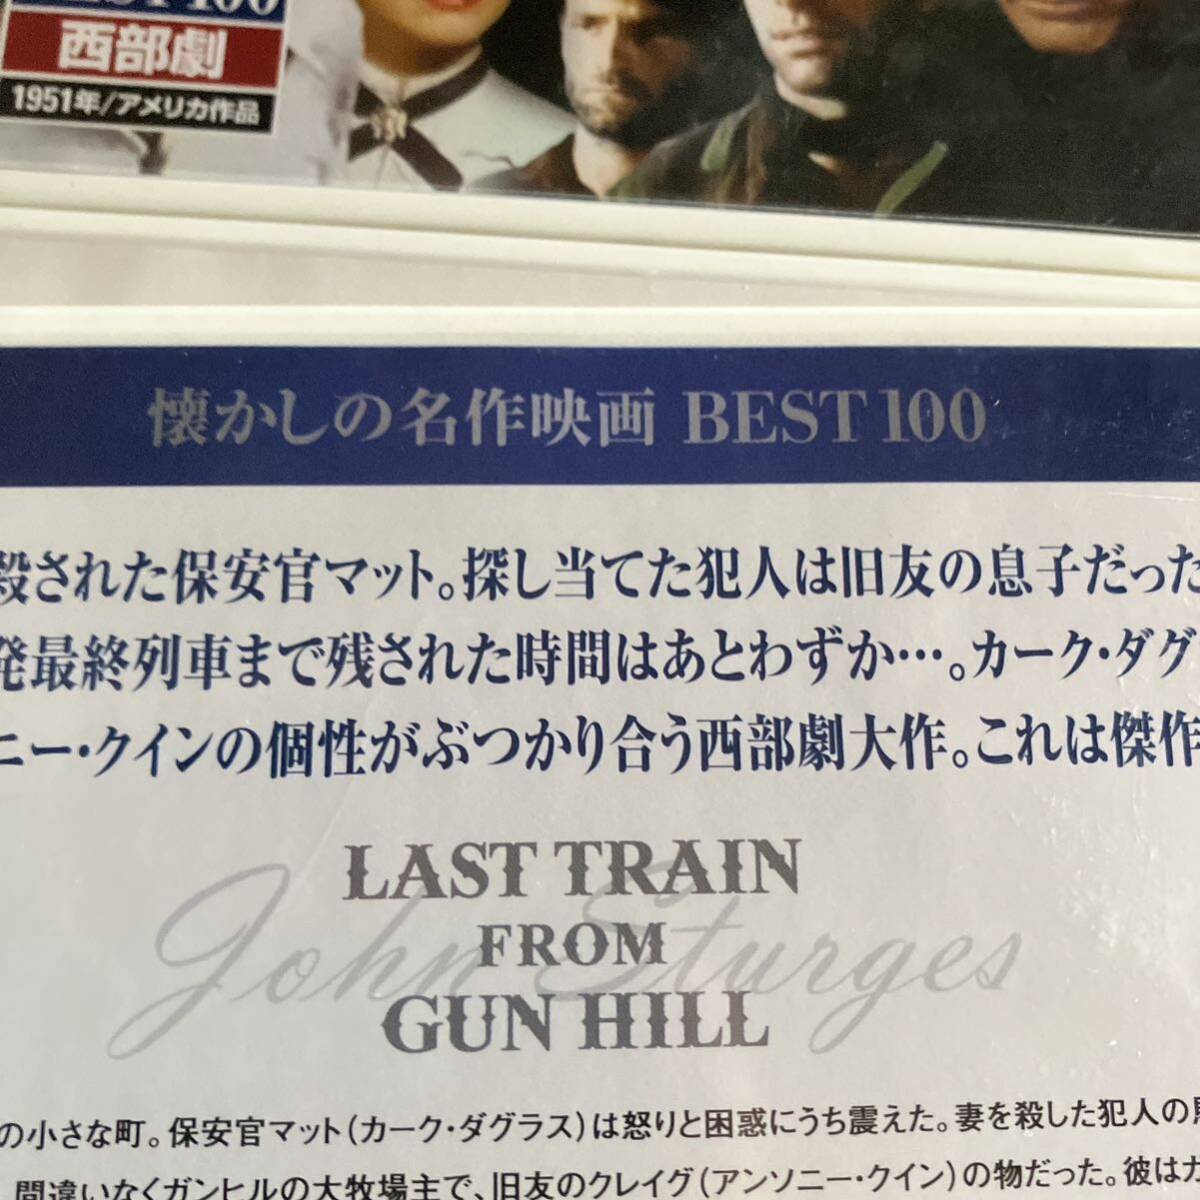 BEST 100
西部劇
1951年/アメリカ作品
懐かしの名作映画 BEST 100
殺された保安官マット。探し当てた犯人は旧友の息子だった
発最終列車まで残された時間はあとわずか…。カーク・ダグ
ニー・クインの個性がぶつかり合う西部劇大作。これは傑作
John Sturges
LAST TRAIN
FROM
GUN HILL
の小さな町。保安官マット(カーク・ダグラス)は怒りと困惑にうち震えた。妻を殺した犯人の
間違いなくガンヒルの大牧場主で、旧友のクレイグ(アンソニー・クイン)の物だった。彼は